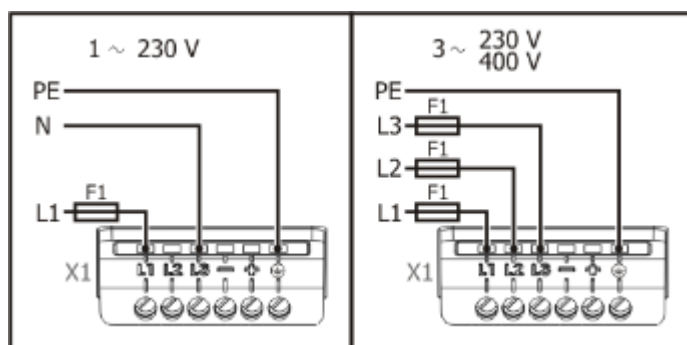 1 ~ 230 V
PE
N
F1
L1
X1
L1 L2 L3 − +
3 ~ 230 V
400 V
PE
F1
L3
F1
L2
F1
L1
X1
L1 L2 L3 − +